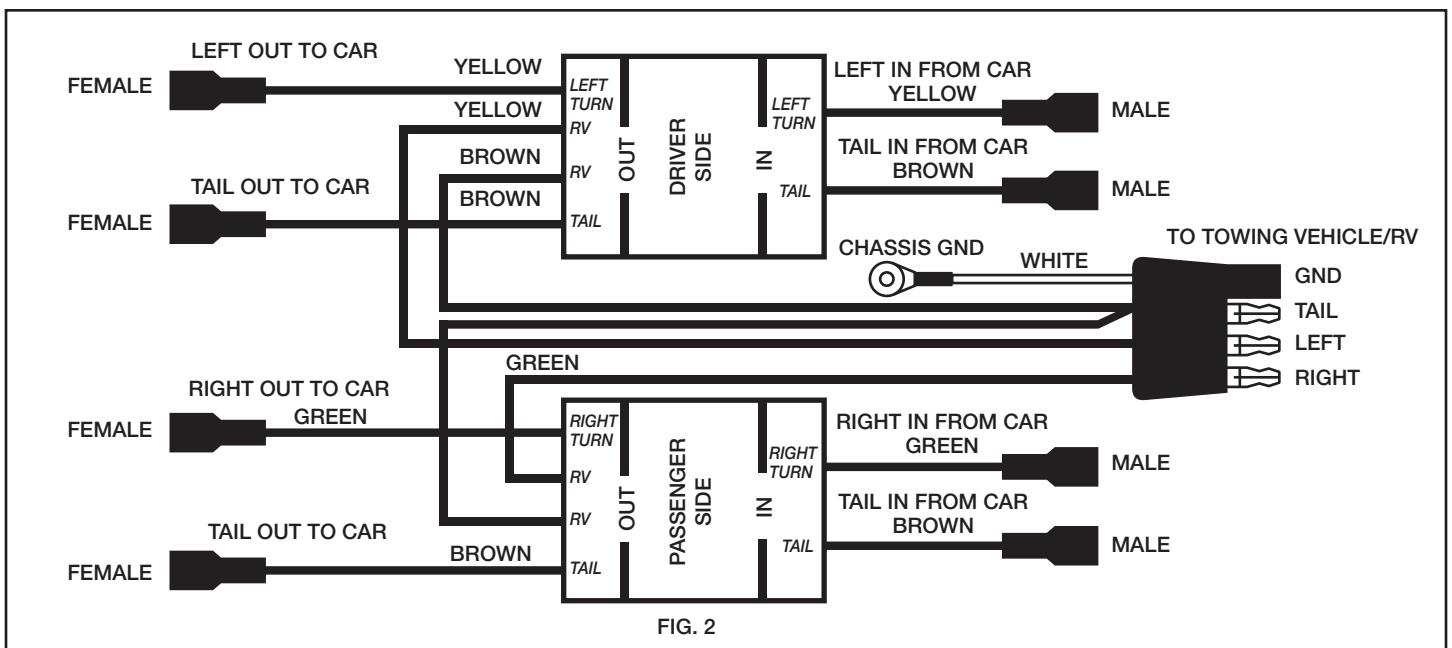 LEFT OUT TO CAR
FEMALE
YELLOW
YELLOW
BROWN
BROWN
TAIL OUT TO CAR
FEMALE
LEFT
TURN
RV
RV
TAIL
OUT
DRIVER
SIDE
IN
LEFT
TURN
TAIL
LEFT IN FROM CAR
YELLOW
MALE
TAIL IN FROM CAR
BROWN
MALE
CHASSIS GND
WHITE
TO TOWING VEHICLE/RV
GND
TAIL
LEFT
RIGHT
GREEN
RIGHT OUT TO CAR
GREEN
FEMALE
TAIL OUT TO CAR
BROWN
FEMALE
RIGHT
TURN
RV
RV
TAIL
OUT
PASSENGER
SIDE
IN
RIGHT
TURN
TAIL
RIGHT IN FROM CAR
GREEN
MALE
TAIL IN FROM CAR
BROWN
MALE
FIG. 2